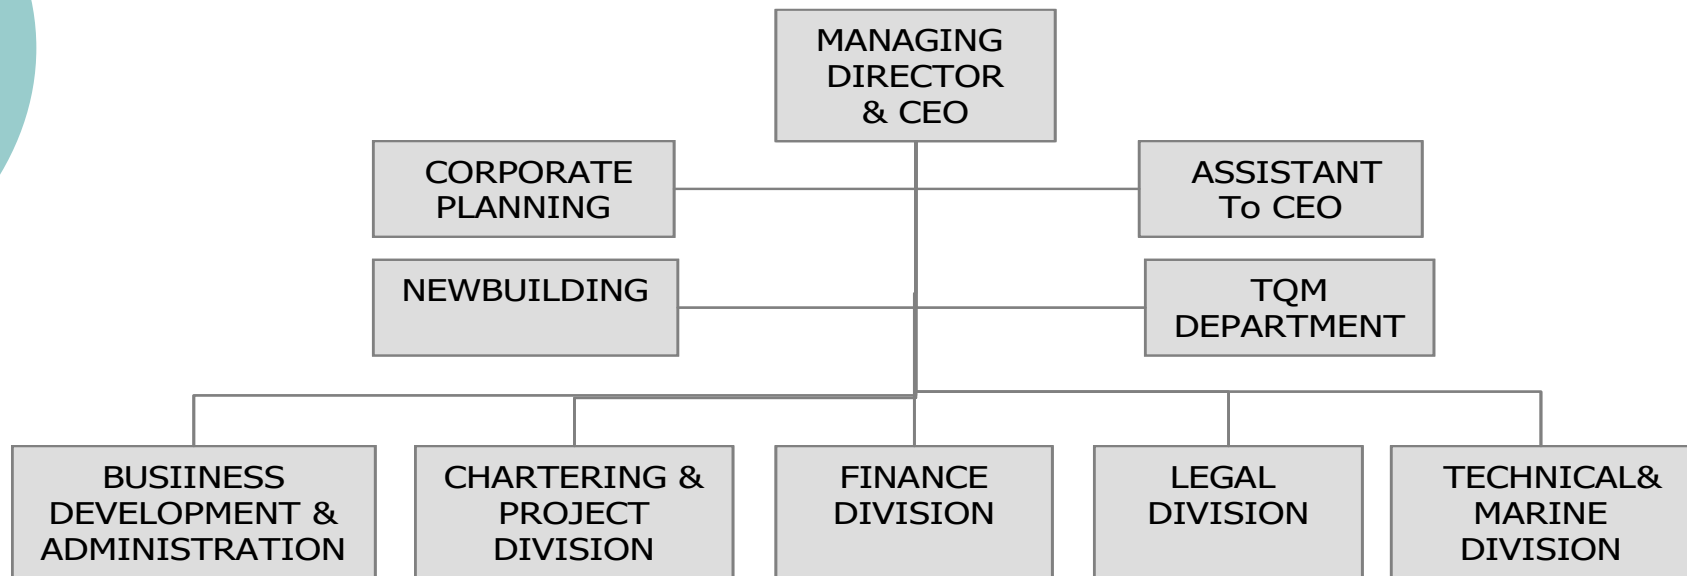 MANAGING
DIRECTOR
& CEO
CORPORATE
PLANNING
ASSISTANT
To CEO
NEWBUILDING
TQM
DEPARTMENT
BUSIINESS
DEVELOPMENT &
ADMINISTRATION
CHARTERING &
PROJECT
DIVISION
FINANCE
DIVISION
LEGAL
DIVISION
TECHNICAL&
MARINE
DIVISION